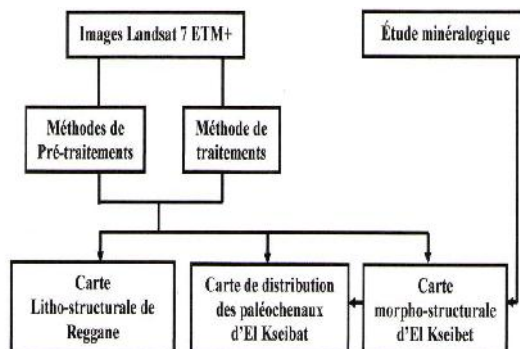 Images Landsat 7 ETM+
Étude minéralogique
Méthodes de
Pré-traitements
Méthode de
traitements
Carte
Litho-structurale de
Reggane
Carte de distribution
des paléochenaux
d'El Kseibat
Carte
morpho-structurale
d'El Kseibet